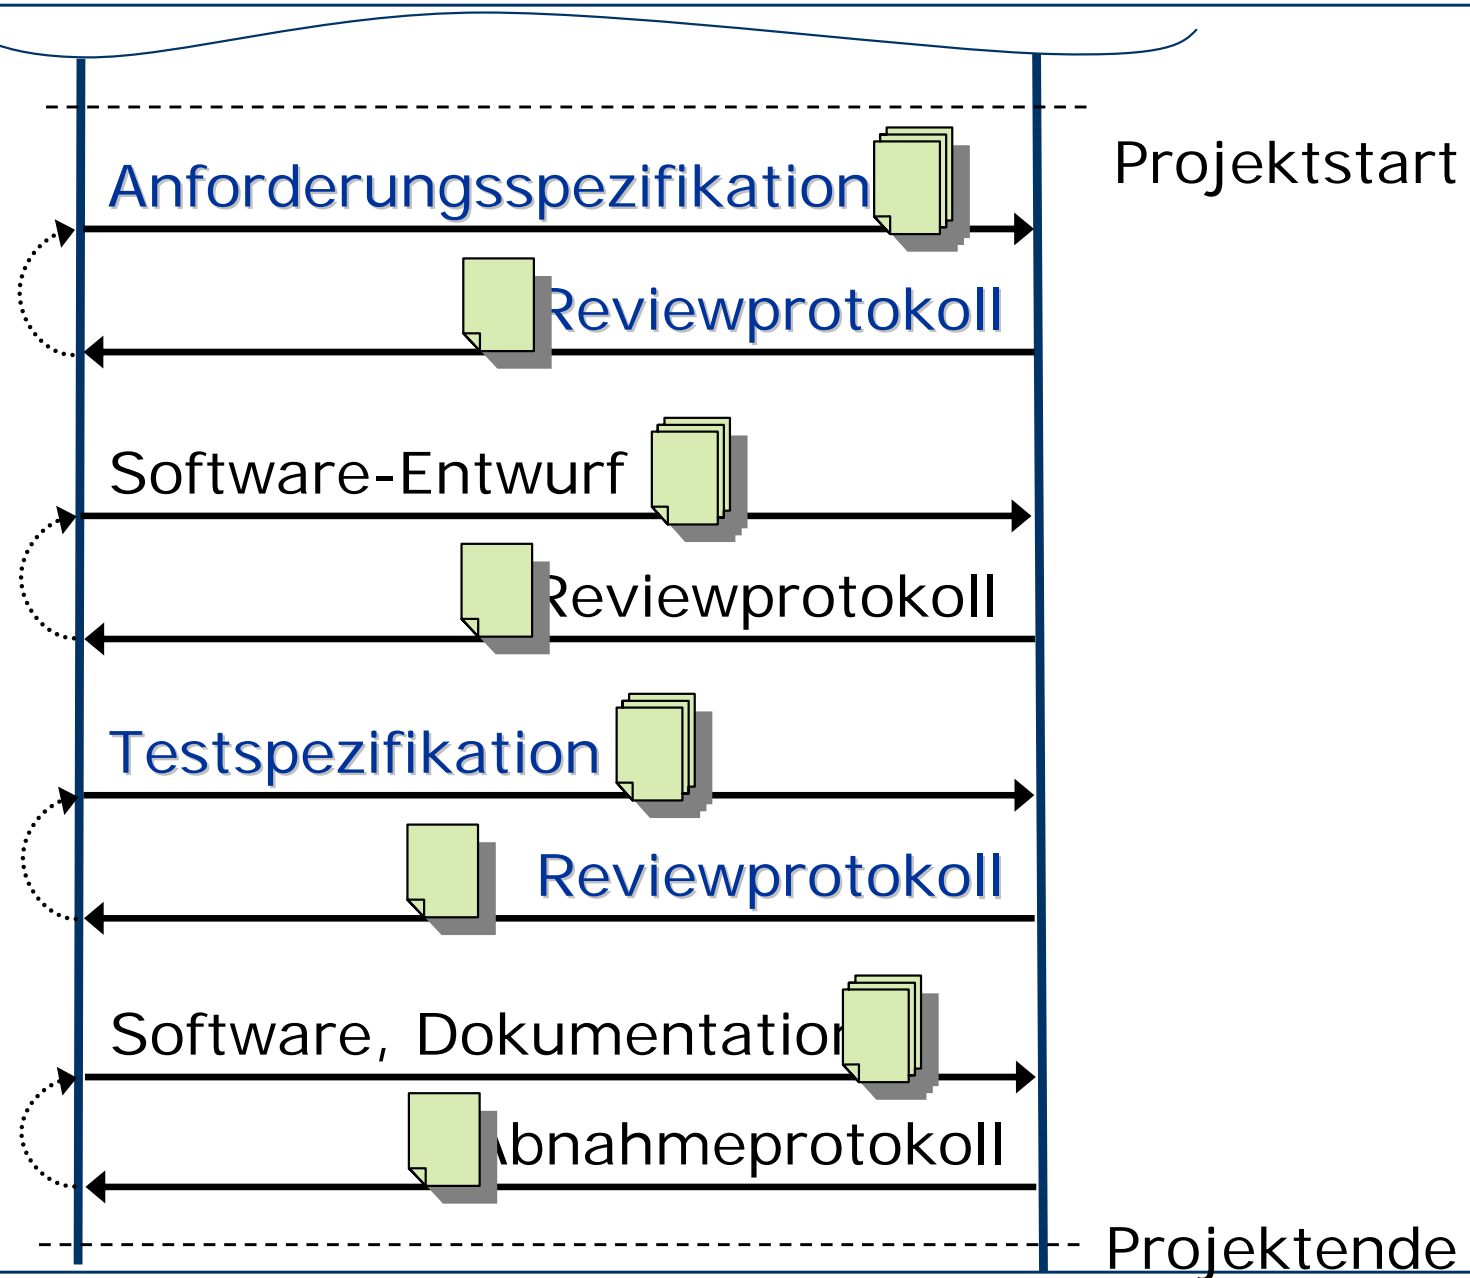 Projektstart
Anforderungsspezifikation
Reviewprotokoll
Software-Entwurf
Reviewprotokoll
Testspezifikation
Reviewprotokoll
Software, Dokumentation
Abnahmeprotokoll
Projektende